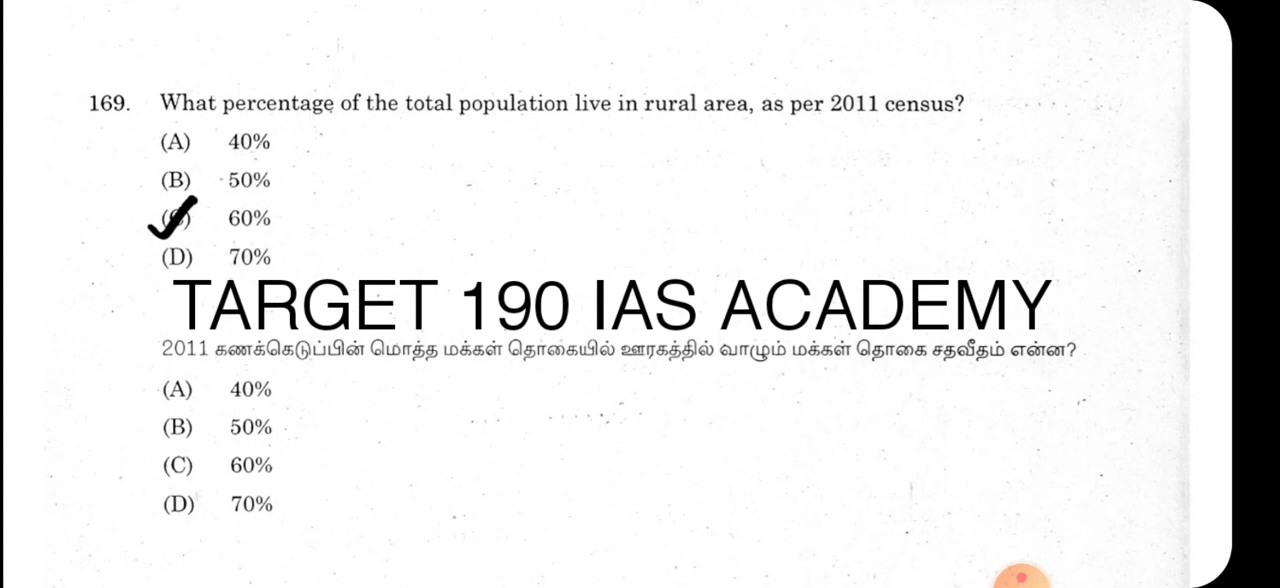 169. What percentage of the total population live in rural area, as per 2011 census?
(A) 40%
(B) 50%
(C) 60%
(D) 70%
TARGET 190 IAS ACADEMY
2011 கணக்கெடுப்பின் மொத்த மக்கள் தொகையில் ஊரகத்தில் வாழும் மக்கள் தொகை சதவீதம் என்ன?
(A) 40%
(B) 50%
(C) 60%
(D) 70%